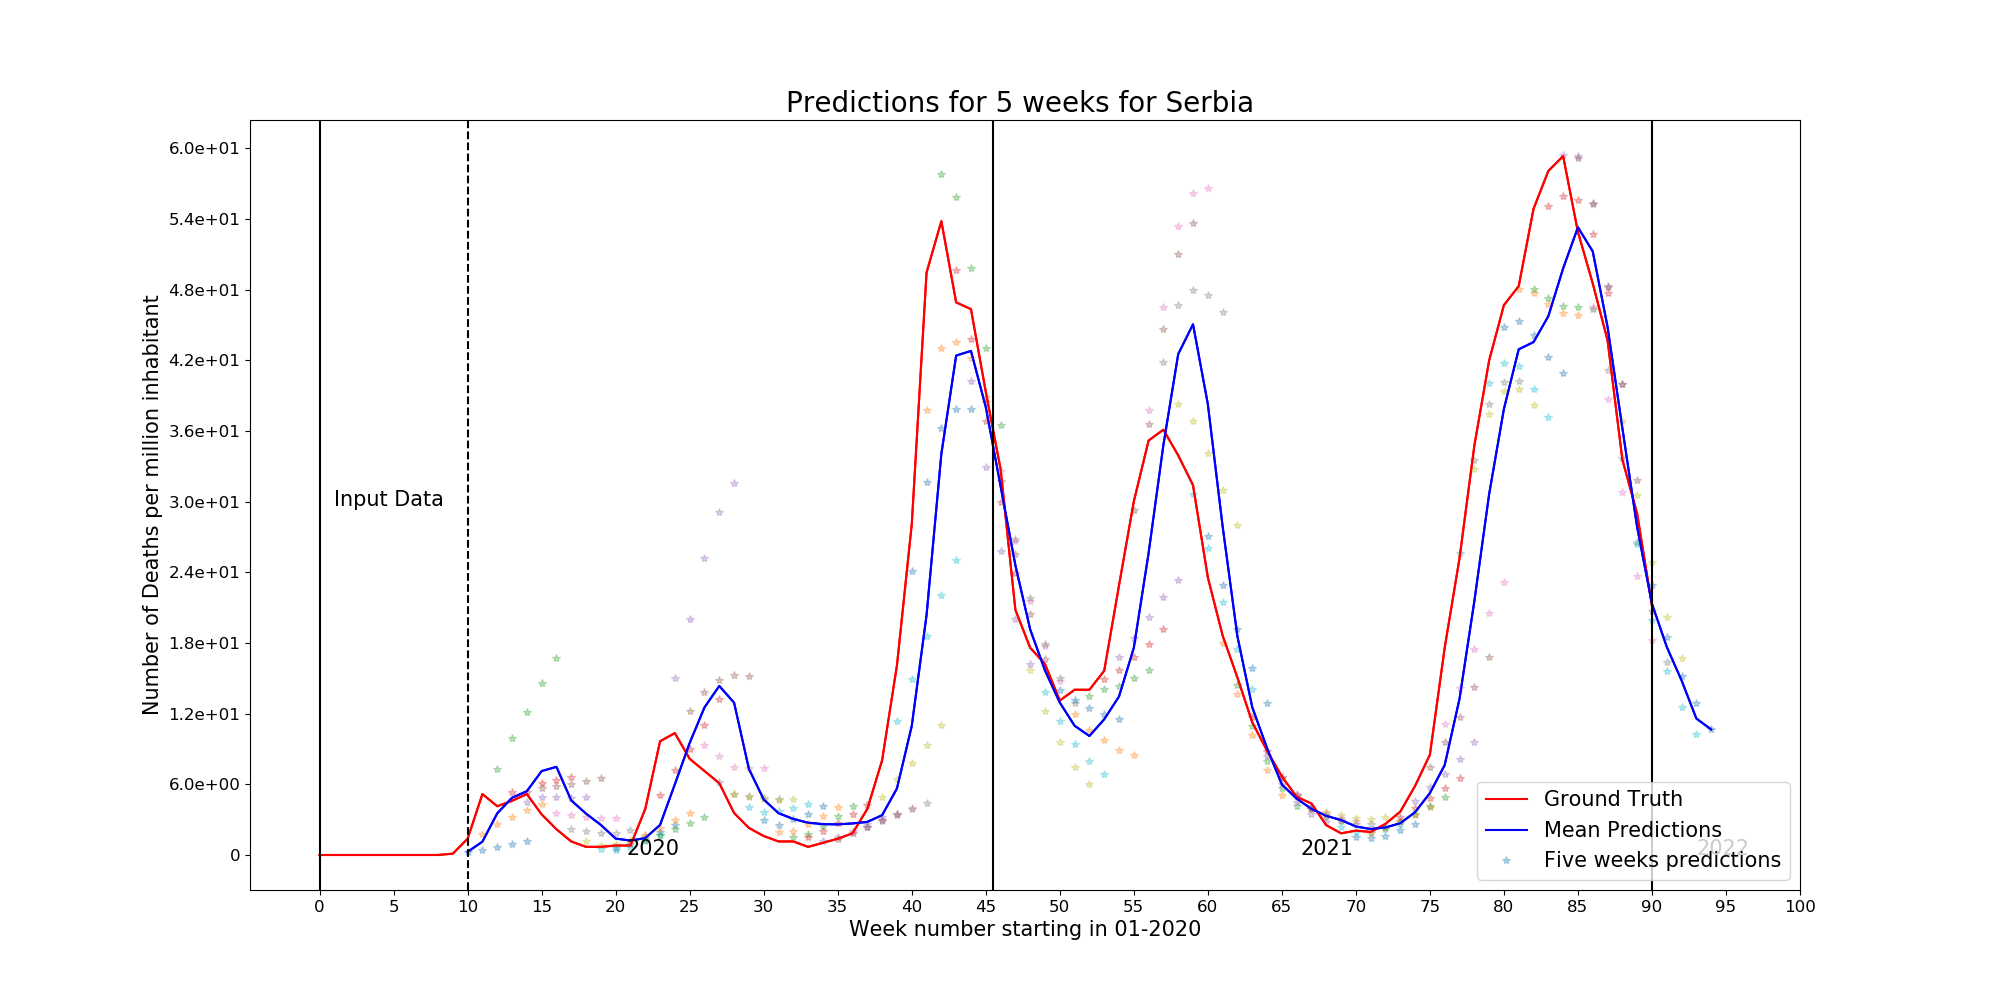 Predictions for 5 weeks for Serbia
6.0e+01
5.4e+01
4.8e+01
4.2e+01
3.6e+01
3.0e+01
2.4e+01
1.8e+01
1.2e+01
6.0e+00
0
Number of Deaths per million inhabitant
Input Data
2020
2021
2022
Ground Truth
Mean Predictions
Five weeks predictions
0 5 10 15 20 25 30 35 40 45 50 55 60 65 70 75 80 85 90 95 100
Week number starting in 01-2020